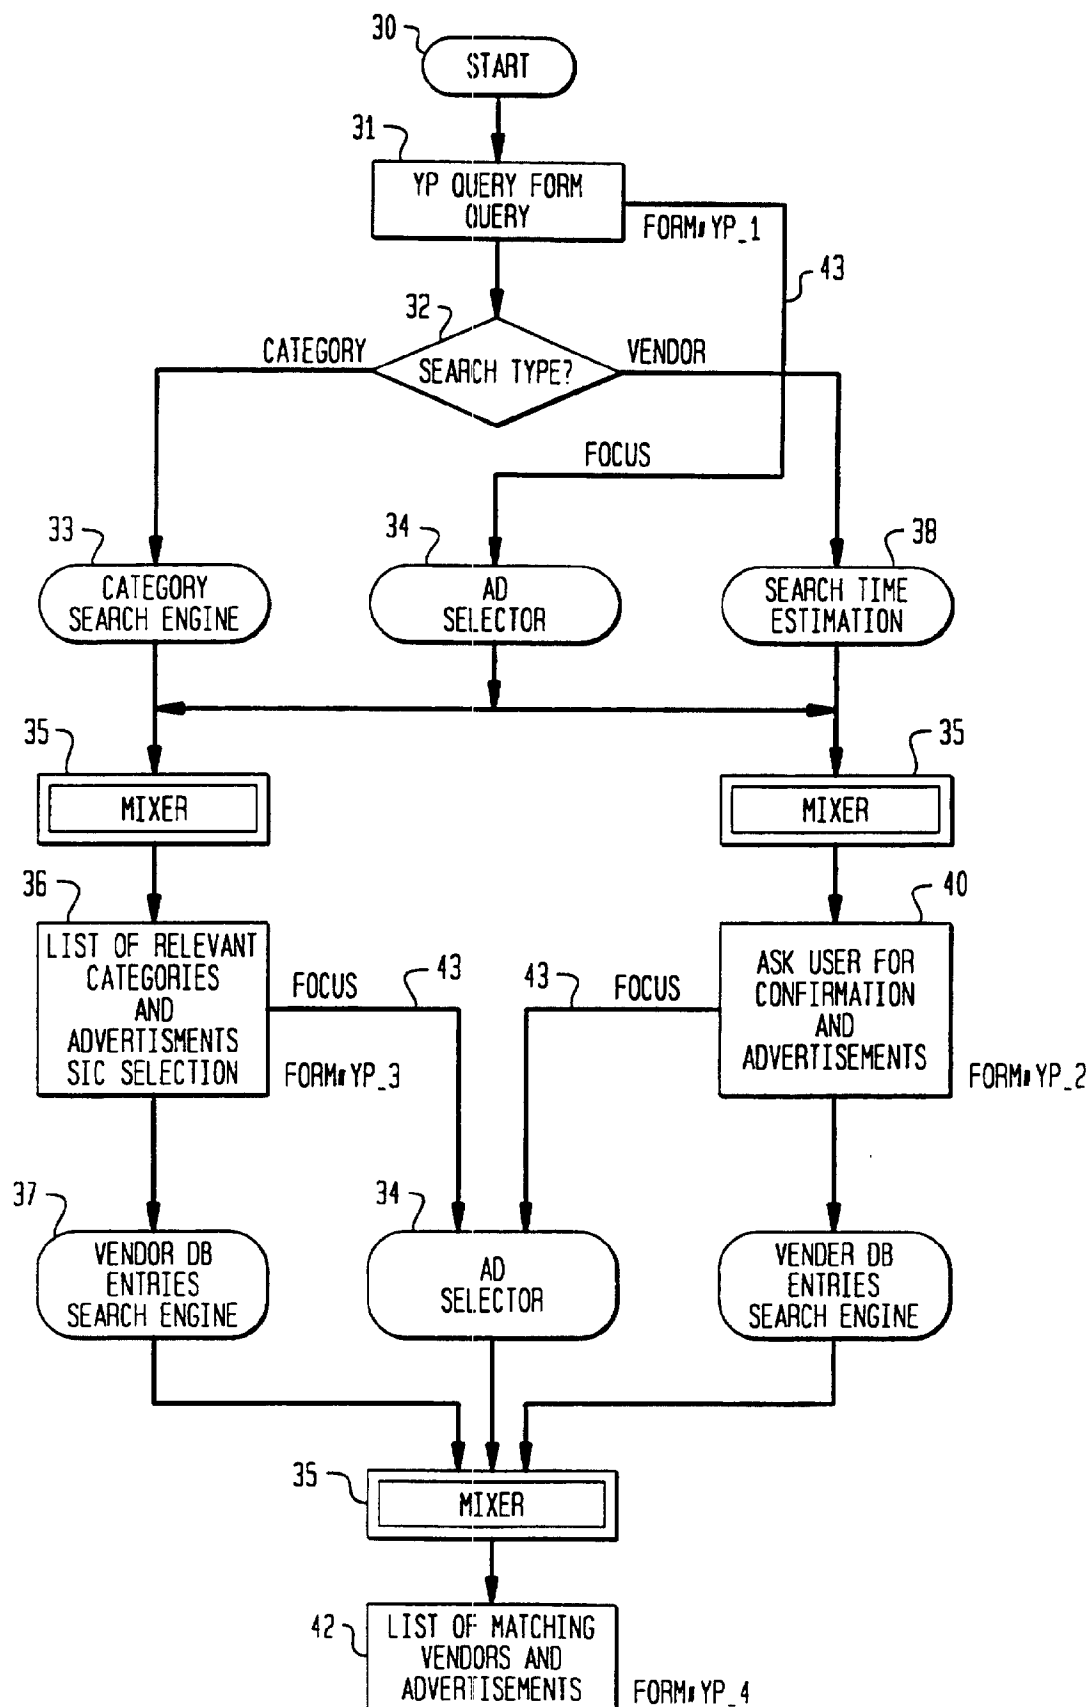 30
START
31
YP QUERY FORM
QUERY
FORM#YP_1
43
32
CATEGORY
SEARCH TYPE?
VENDOR
FOCUS
33
CATEGORY
SEARCH ENGINE
34
AD
SELECTOR
38
SEARCH TIME
ESTIMATION
35
MIXER
35
MIXER
36
LIST OF RELEVANT
CATEGORIES
AND
ADVERTISMENTS
SIC SELECTION
FOCUS
43
FORM#YP_3
43
FOCUS
40
ASK USER FOR
CONFIRMATION
AND
ADVERTISEMENTS
FORM#YP_2
37
VENDOR DB
ENTRIES
SEARCH ENGINE
34
AD
SELECTOR
VENDER DB
ENTRIES
SEARCH ENGINE
35
MIXER
42
LIST OF MATCHING
VENDORS AND
ADVERTISEMENTS
FORM#YP_4